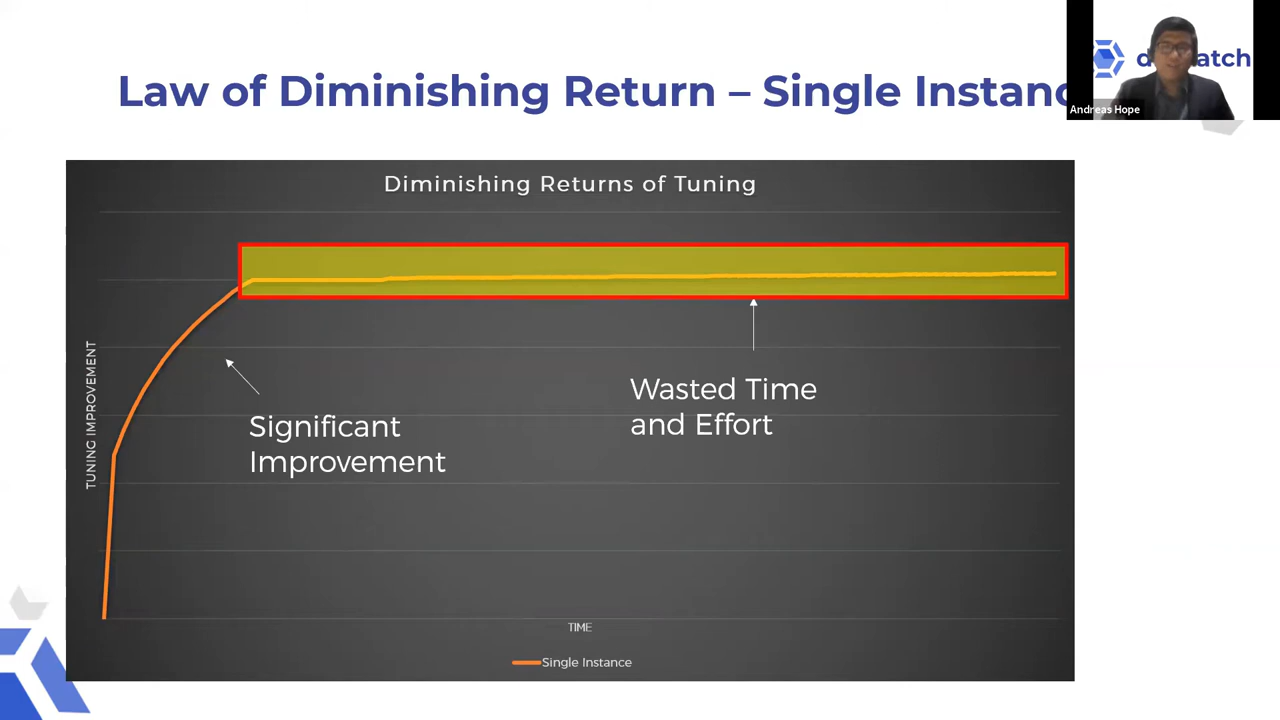 Law of Diminishing Return – Single
Andreas Hope
Diminishing Returns of Tuning
TUNING IMPROVEMENT
Significant
Improvement
Wasted Time
and Effort
TIME
Single Instance